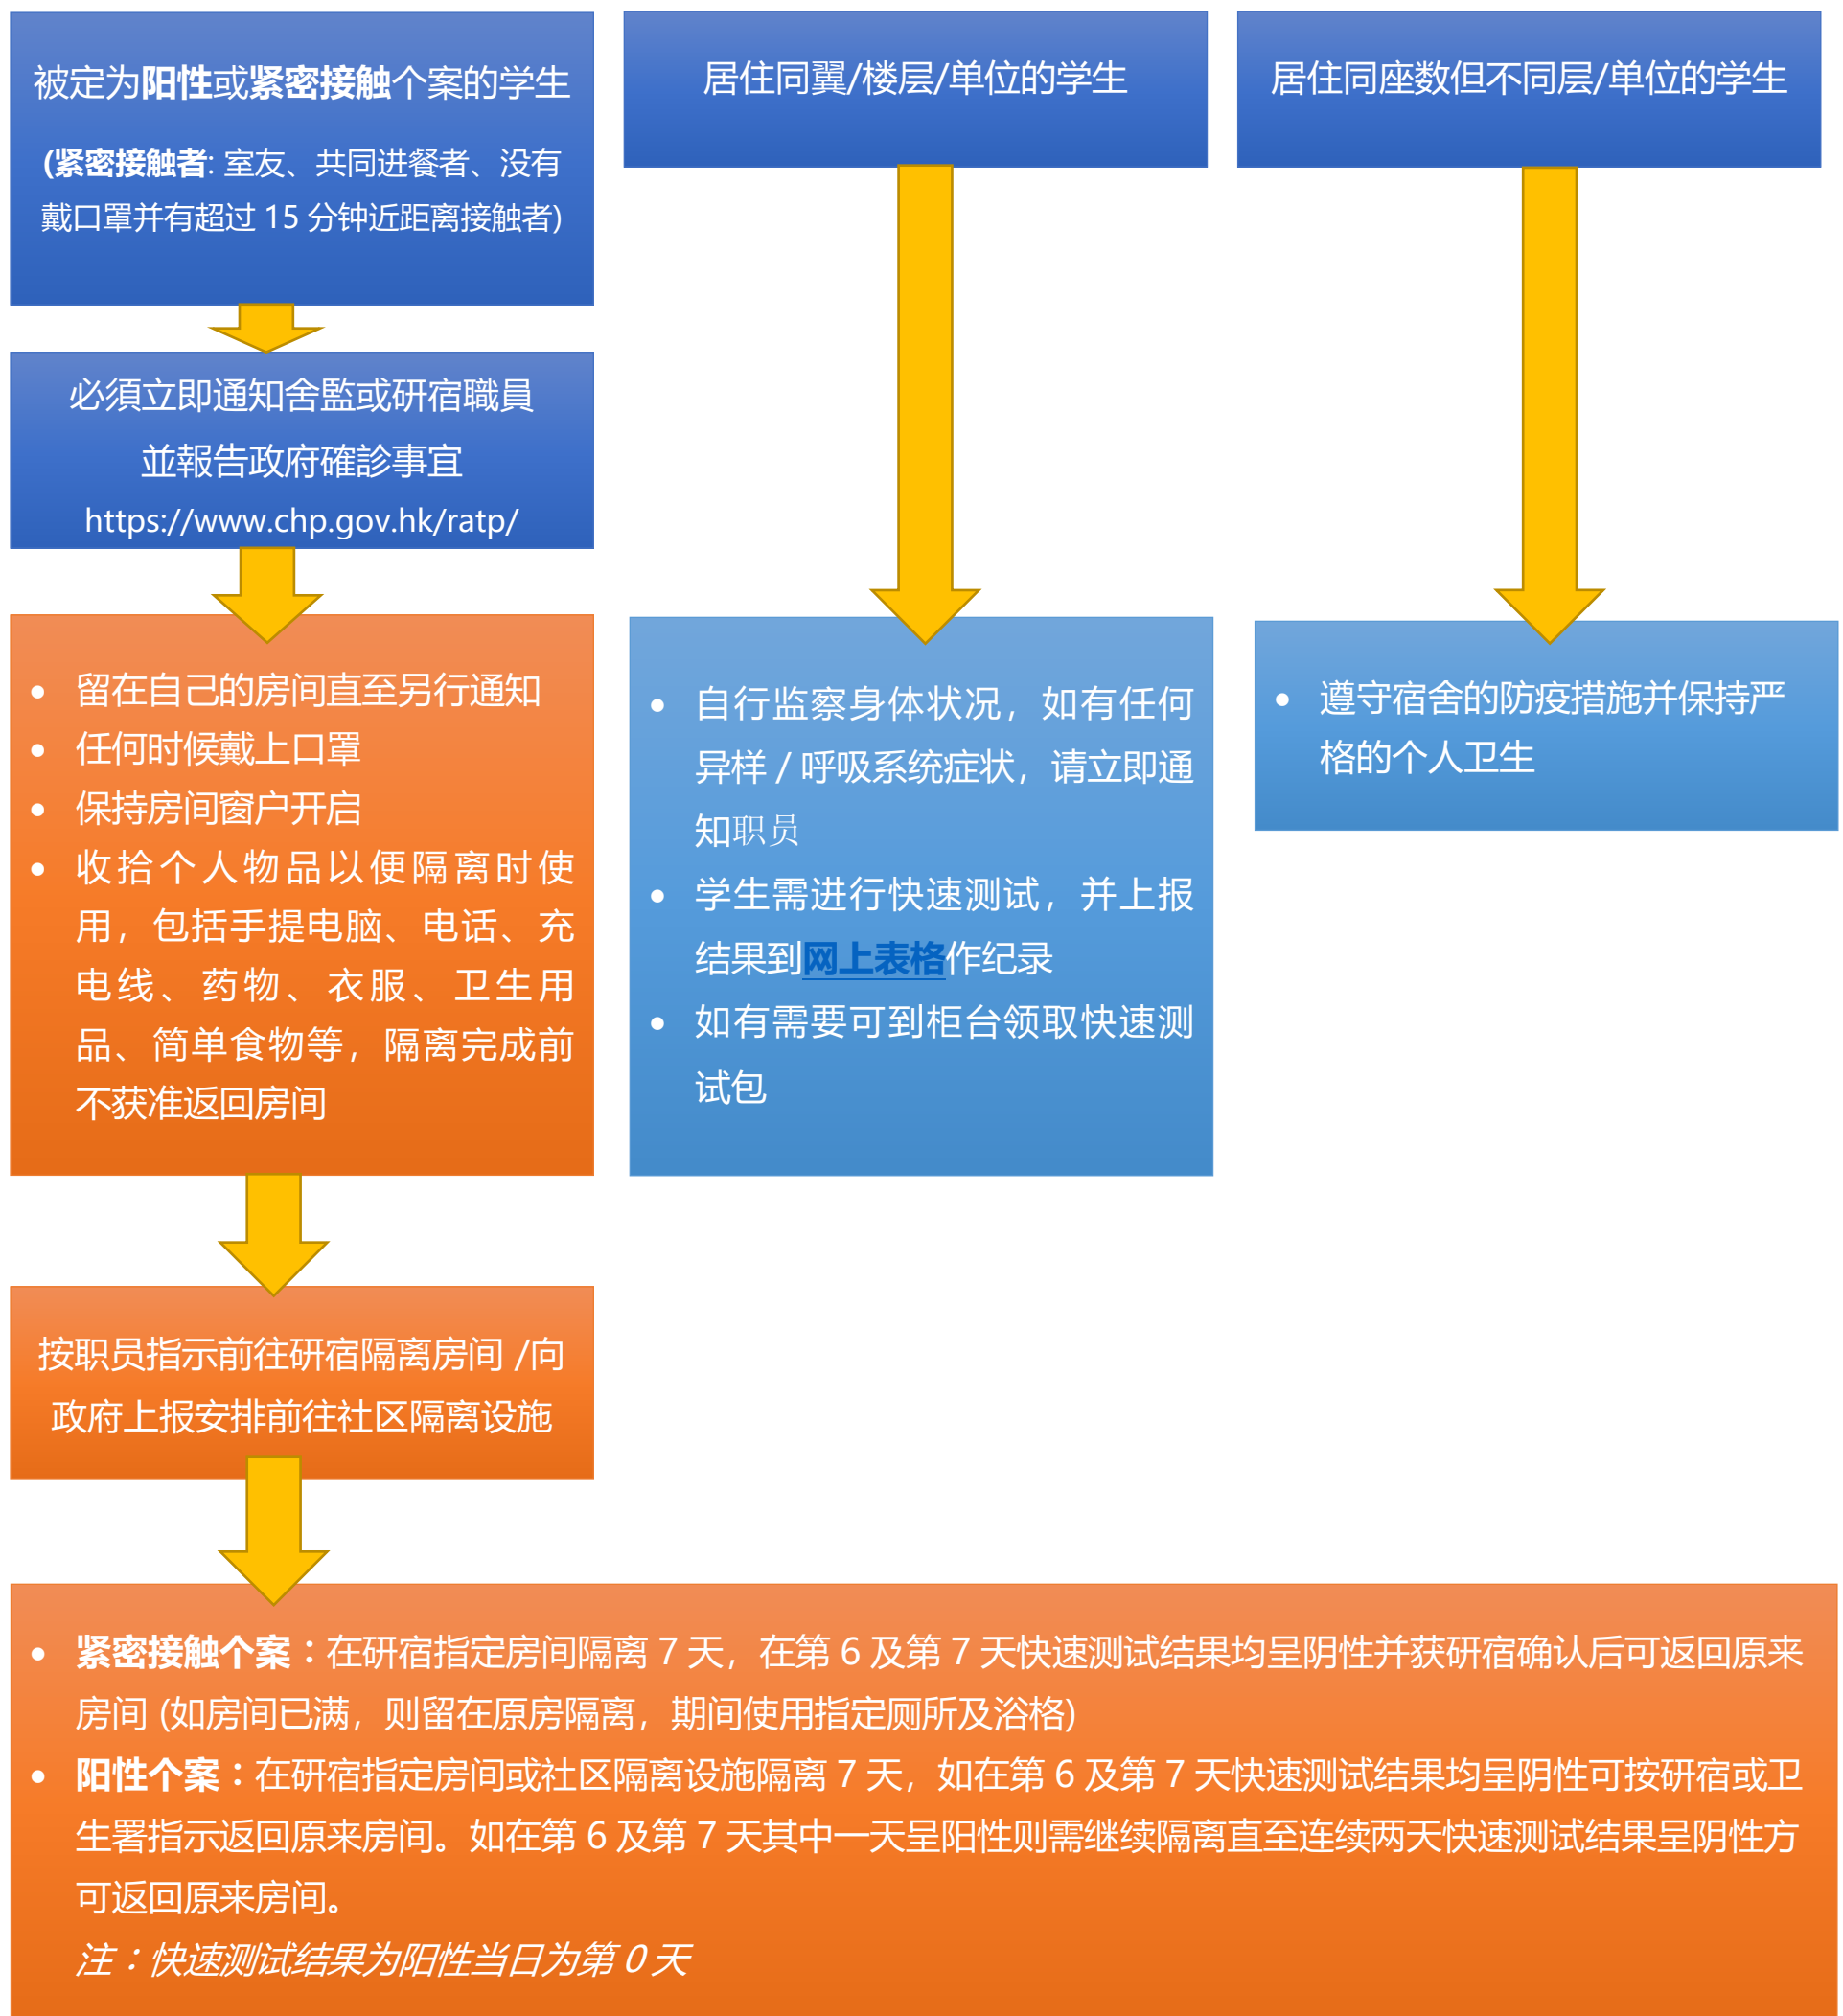 被定为阳性或紧密接触个案的学生
(紧密接触者: 室友、共同进餐者、没有
戴口罩并有超过 15 分钟近距离接触者)
必須立即通知舍監或研宿職員
並報告政府確診事宜
https://www.chp.gov.hk/ratp/
• 留在自己的房间直至另行通知
• 任何时候戴上口罩
• 保持房间窗户开启
• 收拾个人物品以便隔离时使
用，包括手提电脑、电话、充
电线、药物、衣服、卫生用
品、简单食物等，隔离完成前
不获准返回房间
按职员指示前往研宿隔离房间 /向
政府上报安排前往社区隔离设施
居住同翼/楼层/单位的学生
• 自行监察身体状况，如有任何
异样 / 呼吸系统症状，请立即通
知职员
• 学生需进行快速测试，并上报
结果到网上表格作纪录
• 如有需要可到柜台领取快速测
试包
居住同座数但不同层/单位的学生
• 遵守宿舍的防疫措施并保持严
格的个人卫生
• 紧密接触个案：在研宿指定房间隔离 7 天，在第 6 及第 7 天快速测试结果均呈阴性并获研宿确认后可返回原来
房间 (如房间已满，则留在原房隔离，期间使用指定厕所及浴格)
• 阳性个案：在研宿指定房间或社区隔离设施隔离 7 天，如在第 6 及第 7 天快速测试结果均呈阴性可按研宿或卫
生署指示返回原来房间。如在第 6 及第 7 天其中一天呈阳性则需继续隔离直至连续两天快速测试结果呈阴性方
可返回原来房间。
注：快速测试结果为阳性当日为第 0 天